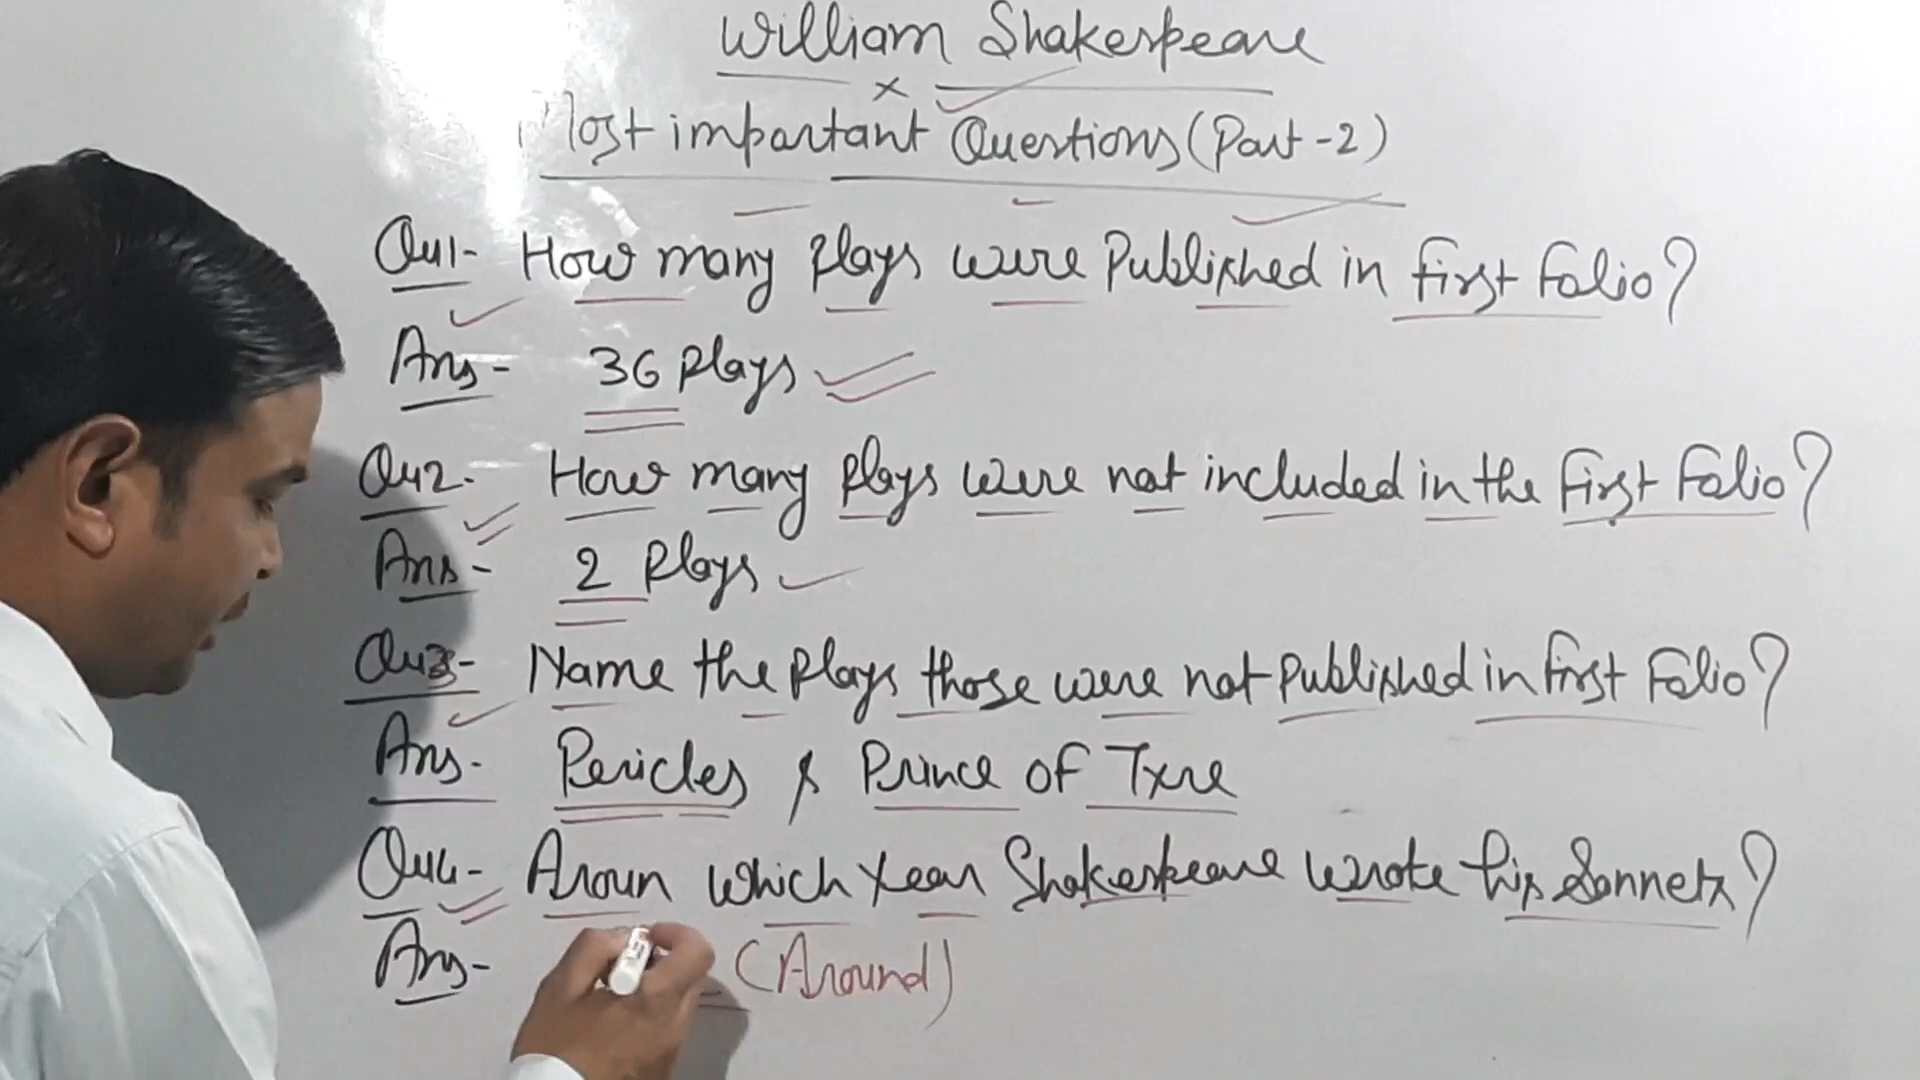 William Shakespeare
x
Most important Questions (Part-2)
Qu1- How many plays were Published in First Folio?
Ans- 36 plays
Qu2- How many plays were not included in the First Folio?
Ans- 2 plays
Qu3- Name the plays those were not published in First Folio?
Ans- Pericles & Prince of Tyre
Qu4- Aroun which year Shakespeare wrote his Sonnets?
Ans- (Around)